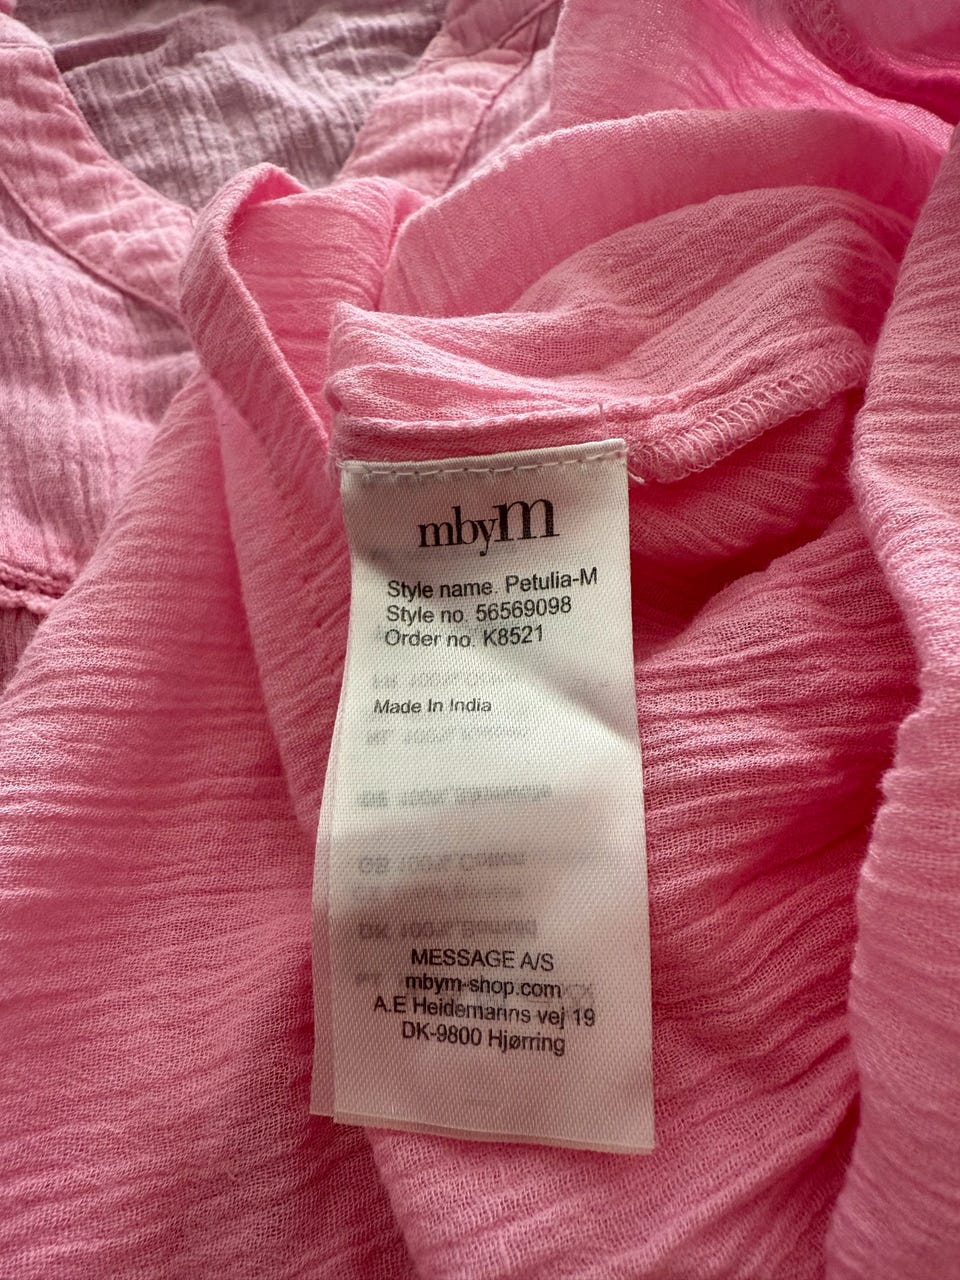 mbyM
Style name. Petulia-M
Style no. 56569098
Order no. K8521
Made In India
MESSAGE A/S
mbym-shop.com
A.E Heidemanns vej 19
DK-9800 Hjørring